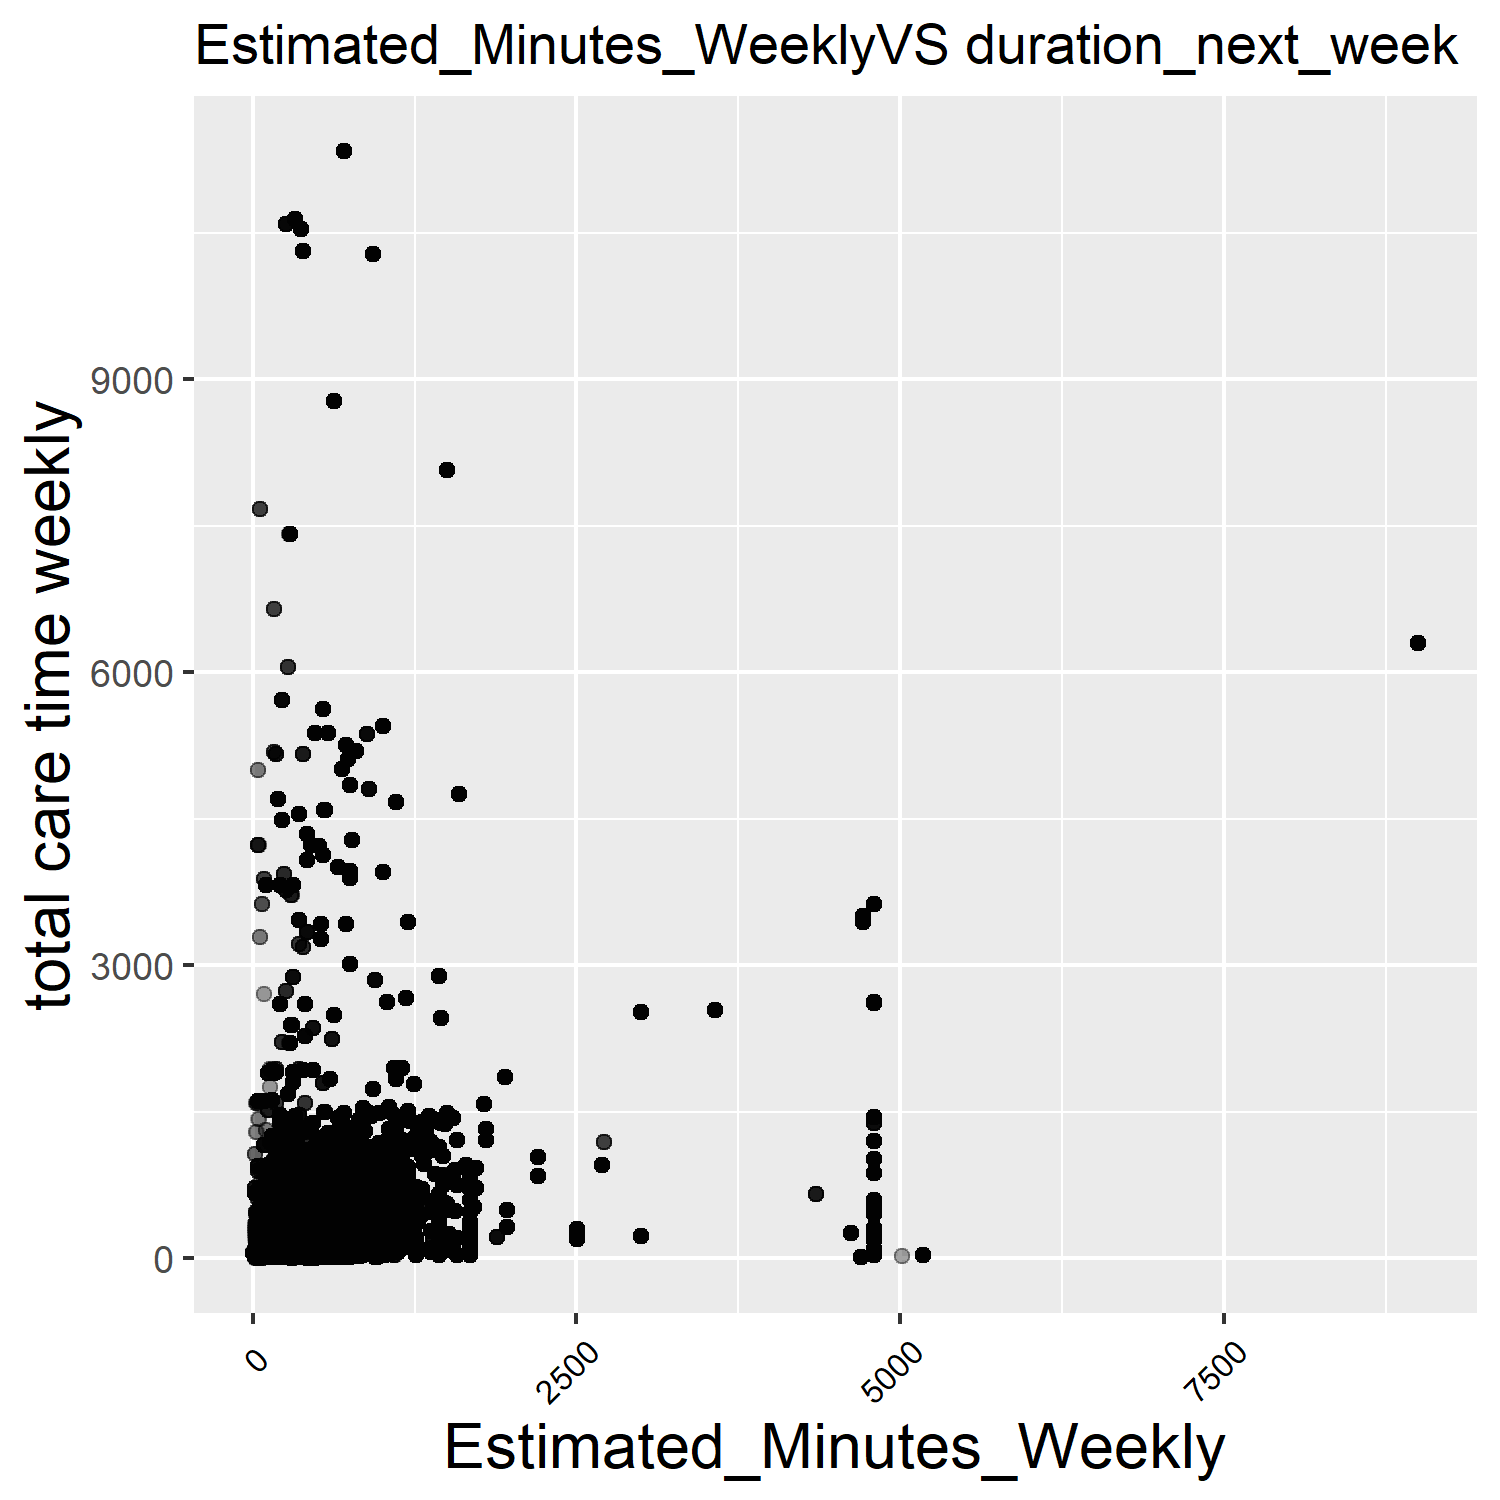 Estimated_Minutes_WeeklyVS duration_next_week
total care time weekly
9000
6000
3000
0
0
2500
5000
7500
Estimated_Minutes_Weekly